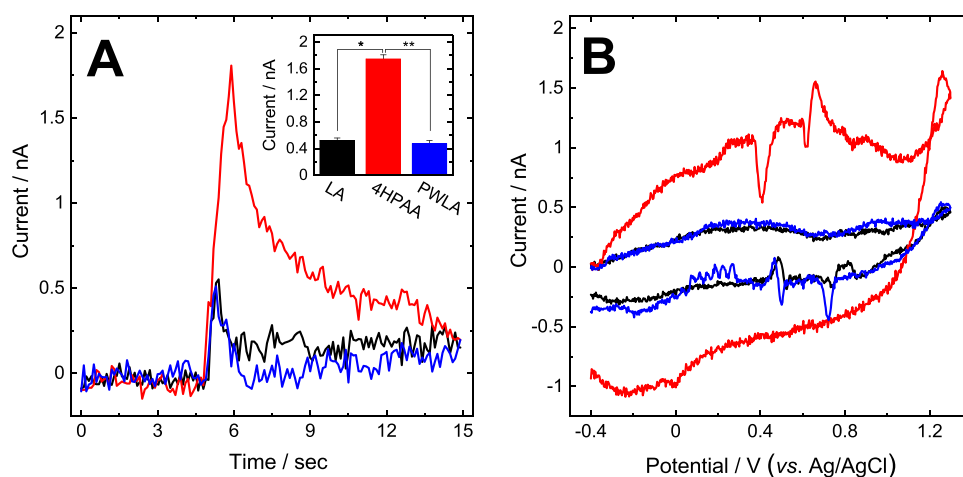 A
2
1.5
1
0.5
0
Current / nA
0 3 6 9 12 15
Time / sec
2
1.6
1.2
0.8
0.4
0
Current / nA
* **
LA 4HPAA PWLA
B
2
1.5
1
0.5
0
-0.5
-1
Current / nA
-0.4 0 0.4 0.8 1.2
Potential / V (vs. Ag/AgCl)